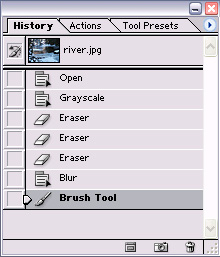 History Actions Tool Presets
river.jpg
Open
Grayscale
Eraser
Eraser
Eraser
Blur
Brush Tool